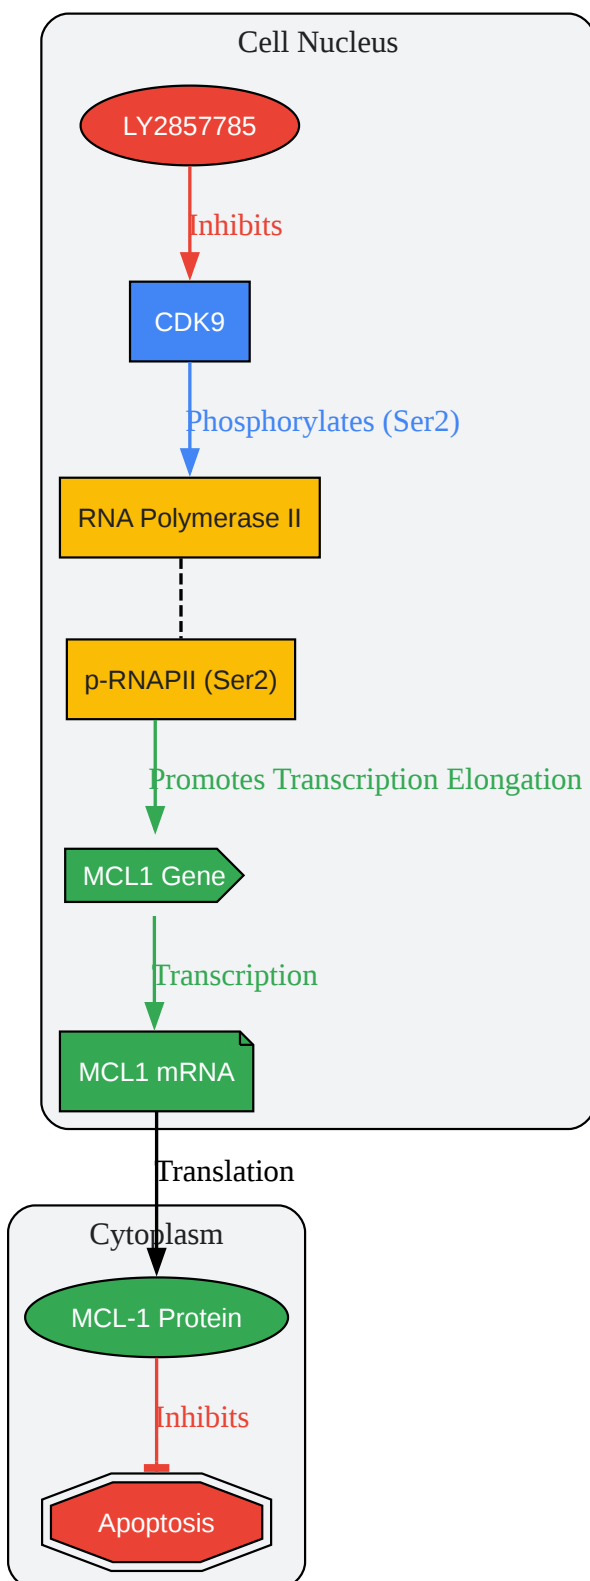 Cell Nucleus
LY2857785
Inhibits
CDK9
Phosphorylates (Ser2)
RNA Polymerase II
p-RNAPII (Ser2)
Promotes Transcription Elongation
MCL1 Gene
Transcription
MCL1 mRNA
Translation
Cytoplasm
MCL-1 Protein
Inhibits
Apoptosis